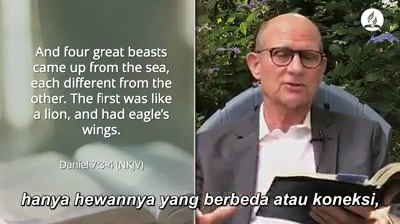 And four great beasts
came up from the sea,
each different from the
other. The first was like
a lion, and had eagle's
wings.
Daniel 7:3-4 (NKJV)
hanya hewannya yang berbeda atau koneksi,